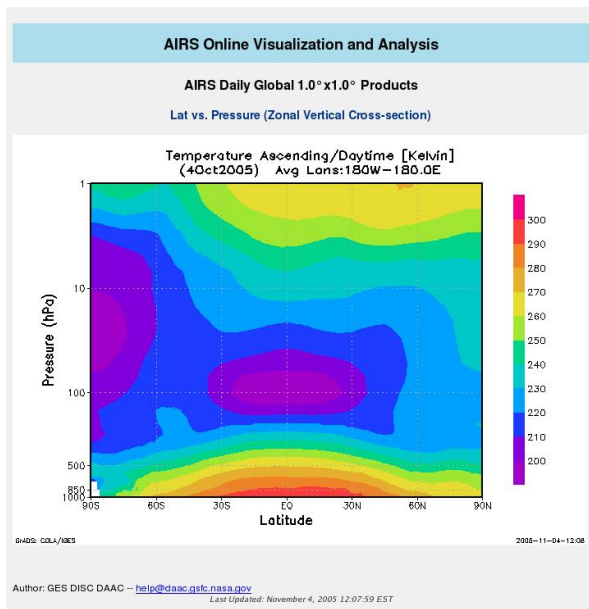 AIRS Online Visualization and Analysis
AIRS Daily Global 1.0° x1.0° Products
Lat vs. Pressure (Zonal Vertical Cross-section)
Temperature Ascending/Daytime [Kelvin]
(4Oct2005) Avg Lons:180W-180.0E
Pressure (hPa)
1
10
100
500
850
1000
90S 60S 30S EQ 30N 60N 90N
Latitude
300
290
280
270
260
250
240
230
220
210
200
GrADS: COLA/IGES 2005-11-04-12:08
Author: GES DISC DAAC -- help@daac.gsfc.nasa.gov
Last Updated: November 4, 2005 12:07:59 EST